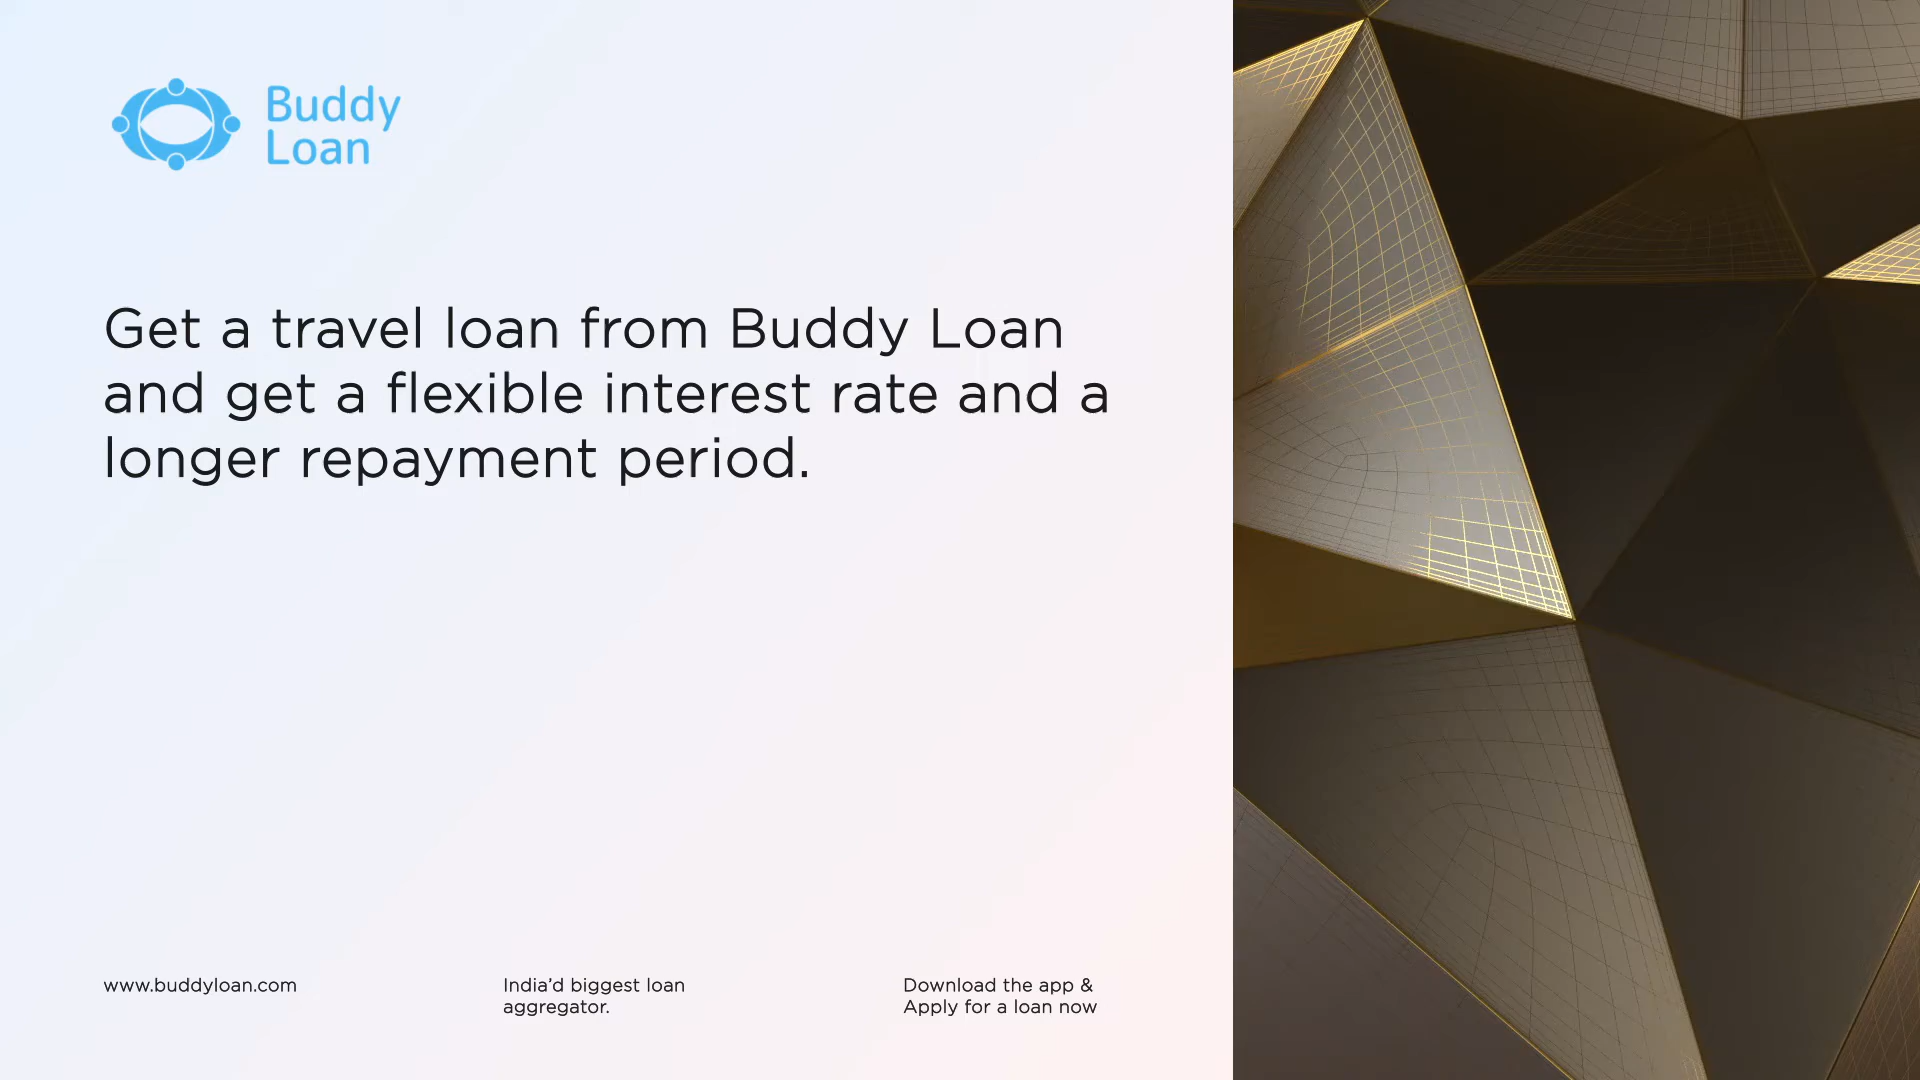 Buddy
Loan
Get a travel loan from Buddy Loan
and get a flexible interest rate and a
longer repayment period.
www.buddyloan.com
India’d biggest loan
aggregator.
Download the app &
Apply for a loan now